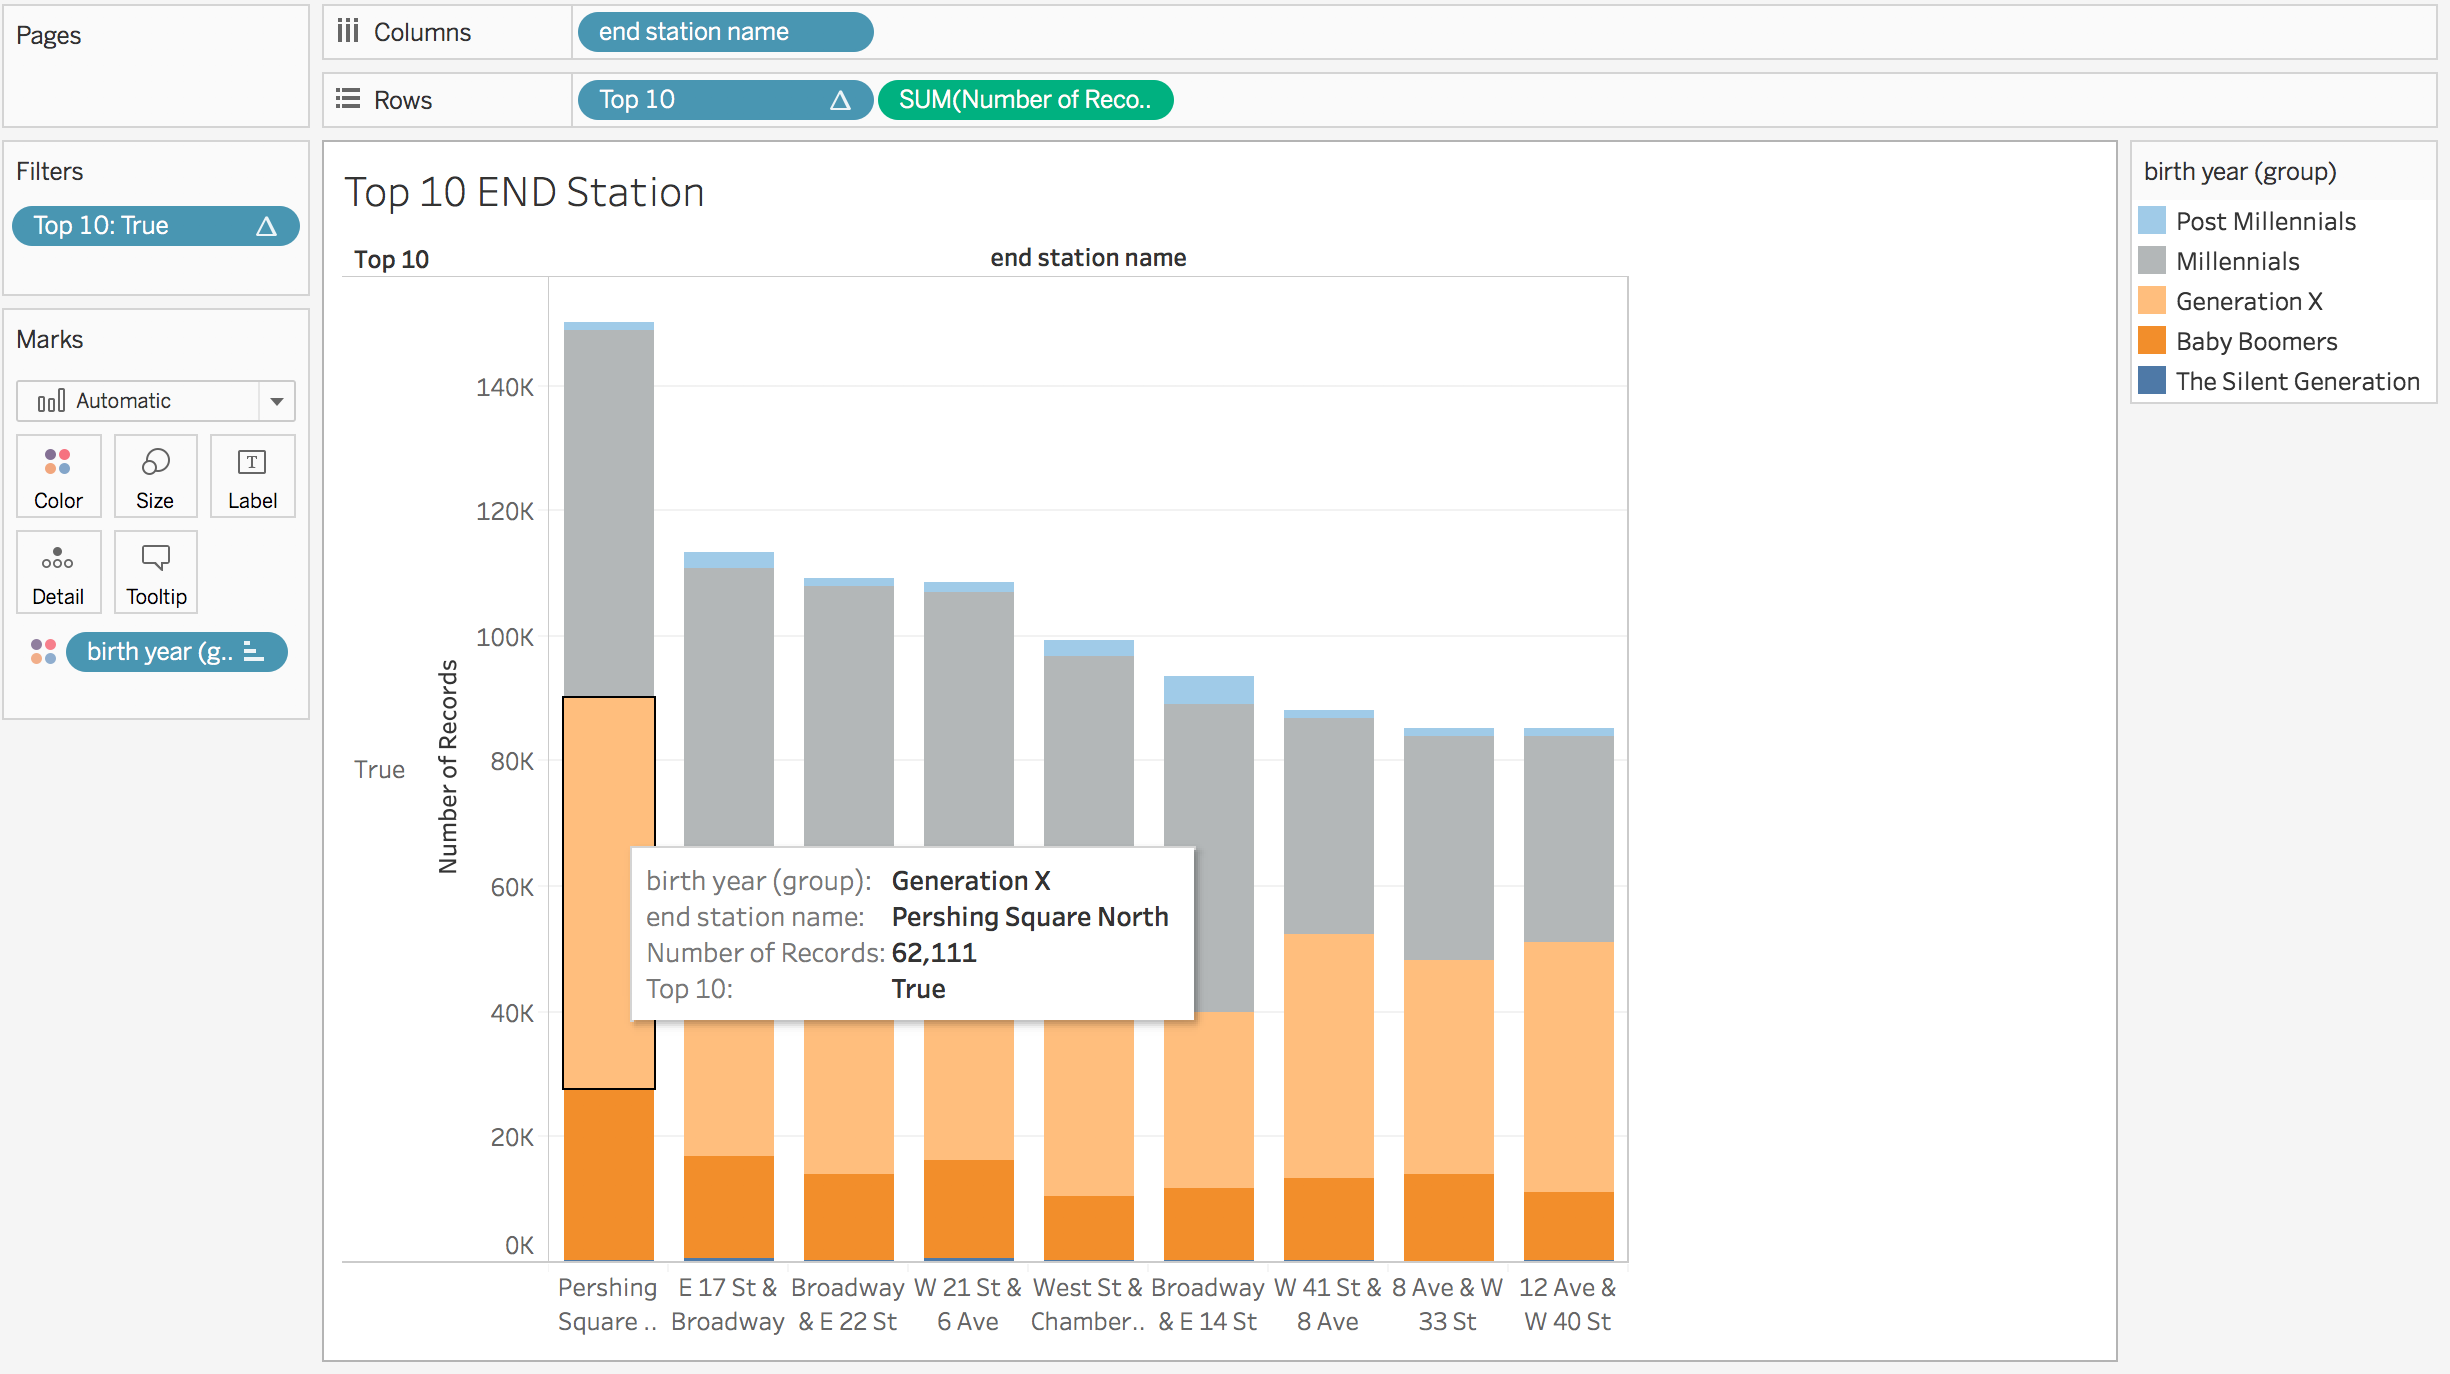 Pages
Columns
end station name
Rows
Top 10
SUM(Number of Reco..
Filters
Top 10: True
Marks
Automatic
Color
Size
Label
Detail
Tooltip
birth year (g..
Top 10 END Station
Top 10
end station name
True
Number of Records
140K
120K
100K
80K
60K
40K
20K
0K
birth year (group): Generation X
end station name: Pershing Square North
Number of Records: 62,111
Top 10: True
Pershing
Square ..
E 17 St &
Broadway
Broadway
& E 22 St
W 21 St &
6 Ave
West St &
Chamber..
Broadway
& E 14 St
W 41 St &
8 Ave
8 Ave & W
33 St
12 Ave &
W 40 St
birth year (group)
Post Millennials
Millennials
Generation X
Baby Boomers
The Silent Generation